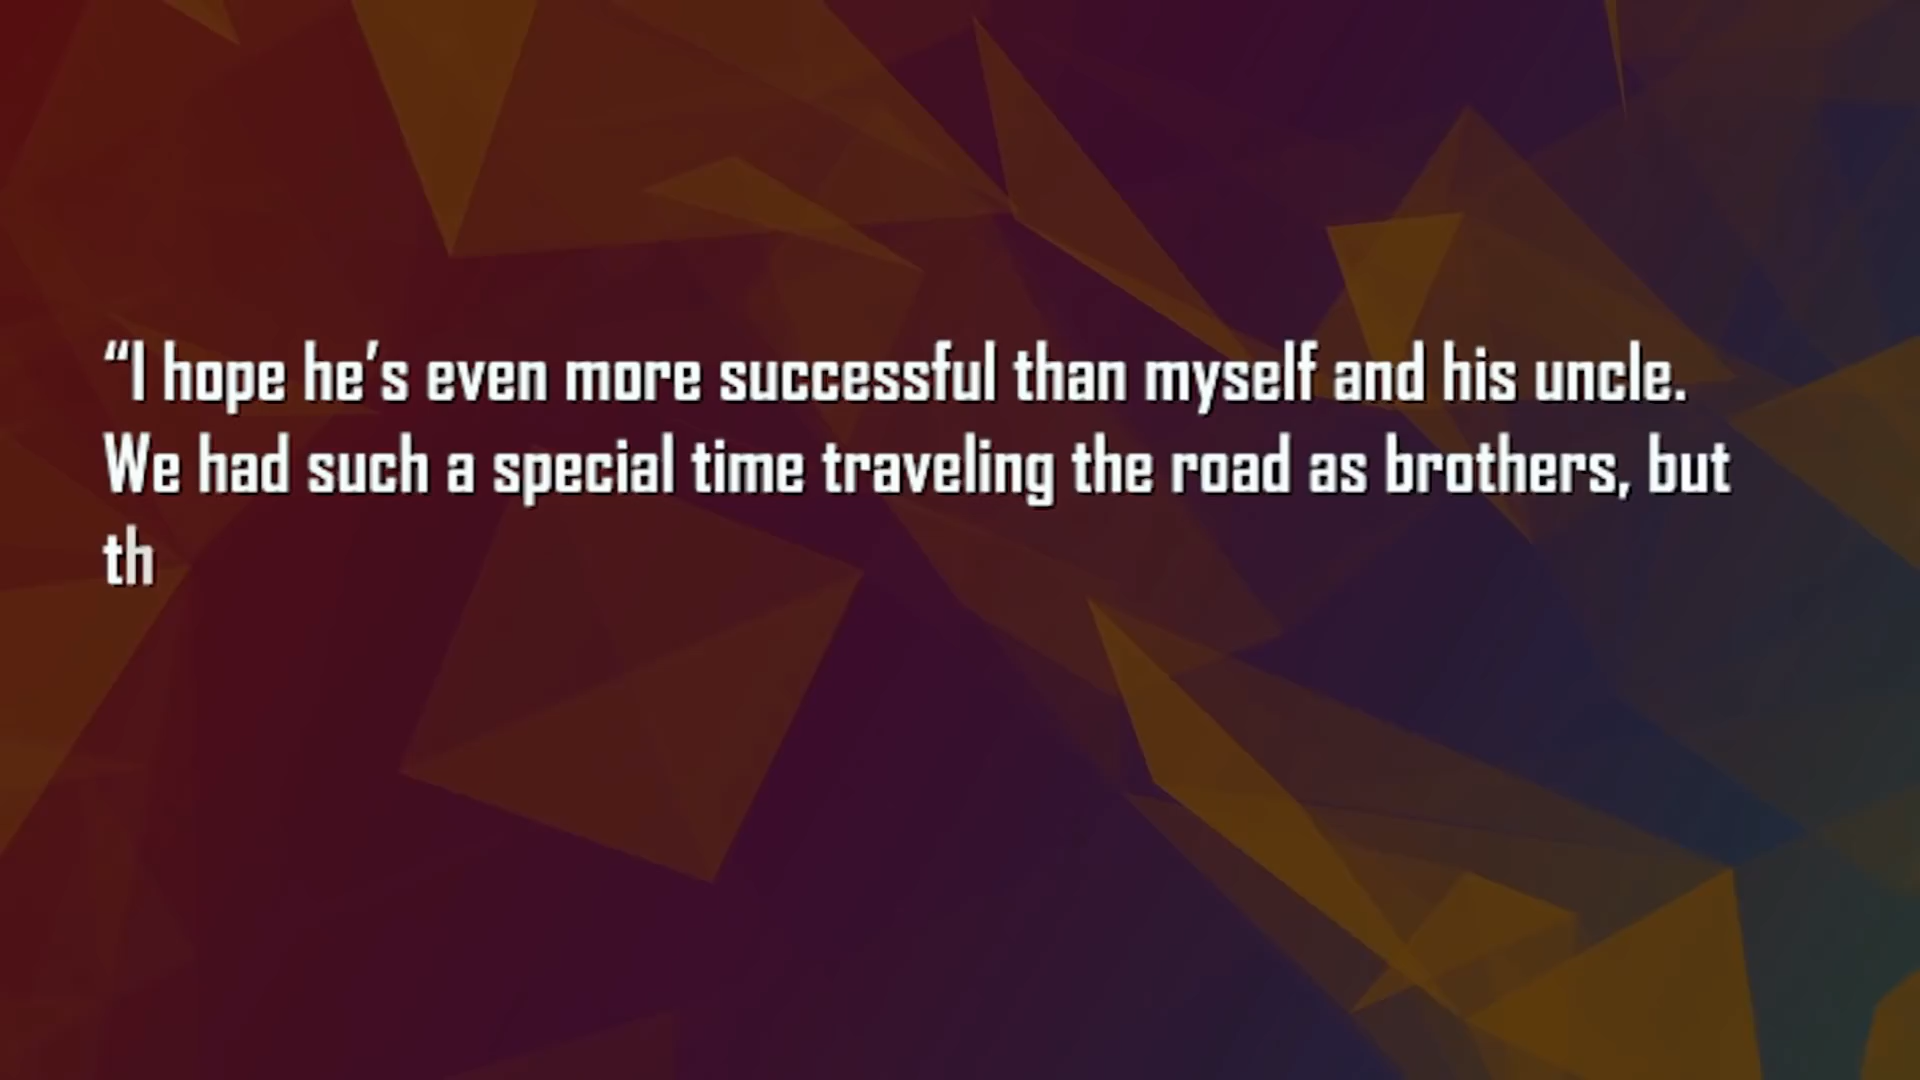 “I hope he’s even more successful than myself and his uncle.
We had such a special time traveling the road as brothers, but
th